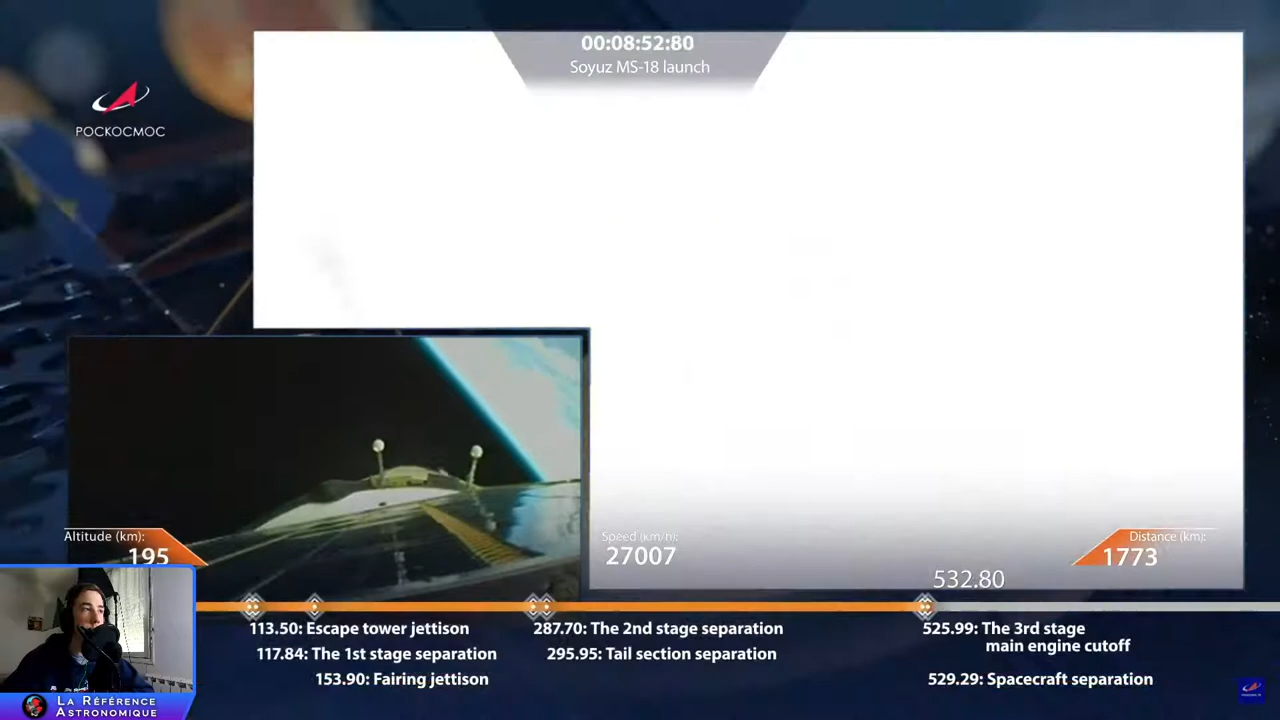 00:08:52:80
Soyuz MS-18 launch
РОСКОСМОС
Altitude (km):
195
Speed (km/h):
27007
Distance (km):
1773
532.80
113.50: Escape tower jettison
117.84: The 1st stage separation
153.90: Fairing jettison
287.70: The 2nd stage separation
295.95: Tail section separation
525.99: The 3rd stage
main engine cutoff
529.29: Spacecraft separation
LA RÉFÉRENCE
ASTRONOMIQUE